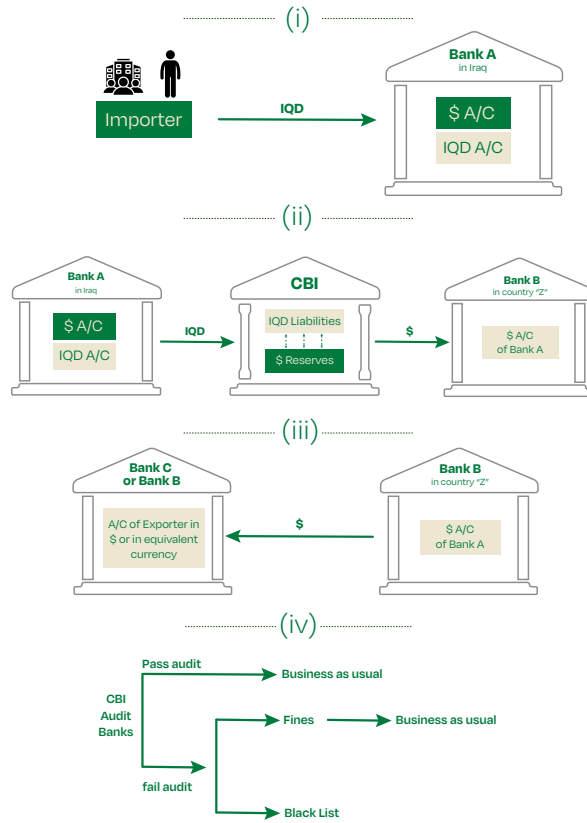 (i)
Importer
IQD
Bank A
in Iraq
$ A/C
IQD A/C
(ii)
Bank A
in Iraq
$ A/C
IQD A/C
IQD
CBI
IQD Liabilities
$ Reserves
$
Bank B
in country "Z"
$ A/C
of Bank A
(iii)
Bank C
or Bank B
A/C of Exporter in
$ or in equivalent
currency
$
Bank B
in country "Z"
$ A/C
of Bank A
(iv)
Pass audit
Business as usual
CBI
Audit
Banks
Fines
Business as usual
fail audit
Black List